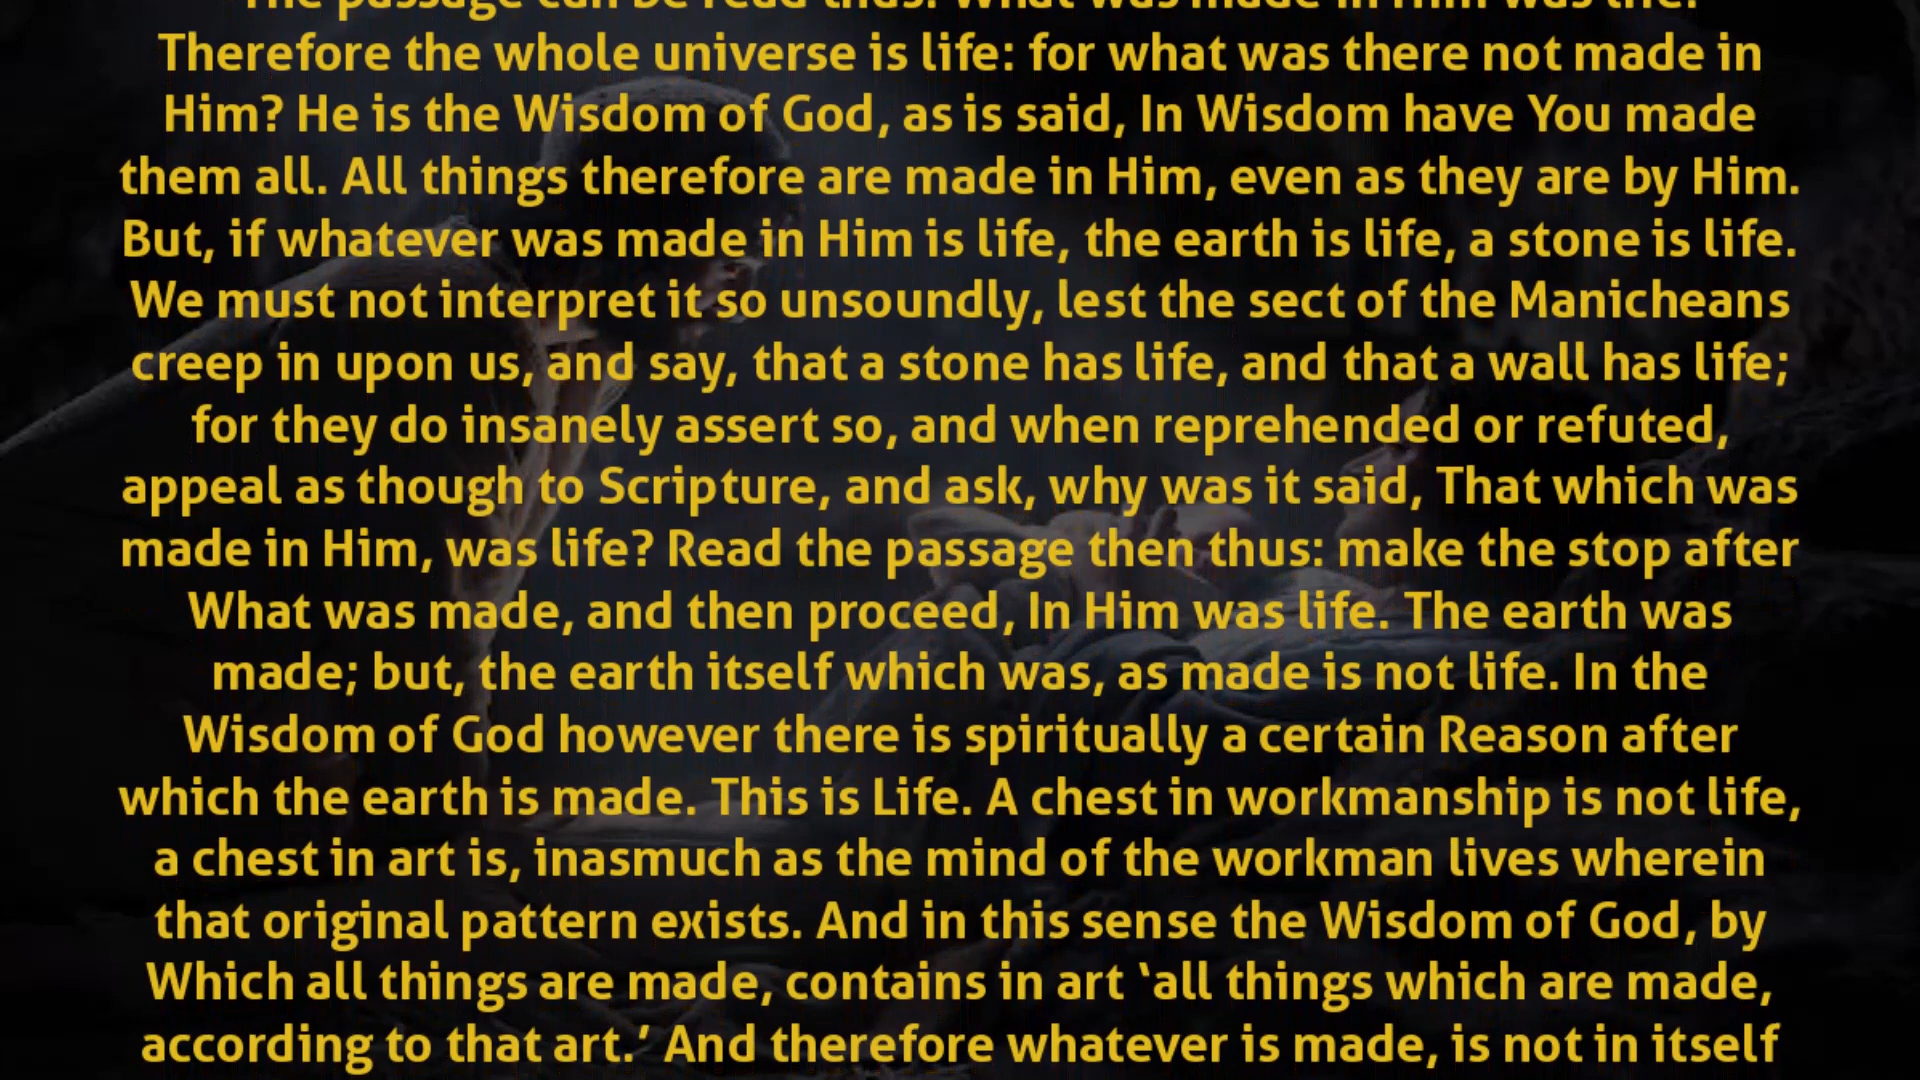 The passage can be read thus: What was made in Him was life.
Therefore the whole universe is life: for what was there not made in
Him? He is the Wisdom of God, as is said, In Wisdom have You made
them all. All things therefore are made in Him, even as they are by Him.
But, if whatever was made in Him is life, the earth is life, a stone is life.
We must not interpret it so unsoundly, lest the sect of the Manicheans
creep in upon us, and say, that a stone has life, and that a wall has life;
for they do insanely assert so, and when reprehended or refuted,
appeal as though to Scripture, and ask, why was it said, That which was
made in Him, was life? Read the passage then thus: make the stop after
What was made, and then proceed, In Him was life. The earth was
made; but, the earth itself which was, as made is not life. In the
Wisdom of God however there is spiritually a certain Reason after
which the earth is made. This is Life. A chest in workmanship is not life,
a chest in art is, inasmuch as the mind of the workman lives wherein
that original pattern exists. And in this sense the Wisdom of God, by
Which all things are made, contains in art ‘all things which are made,
according to that art.’ And therefore whatever is made, is not in itself